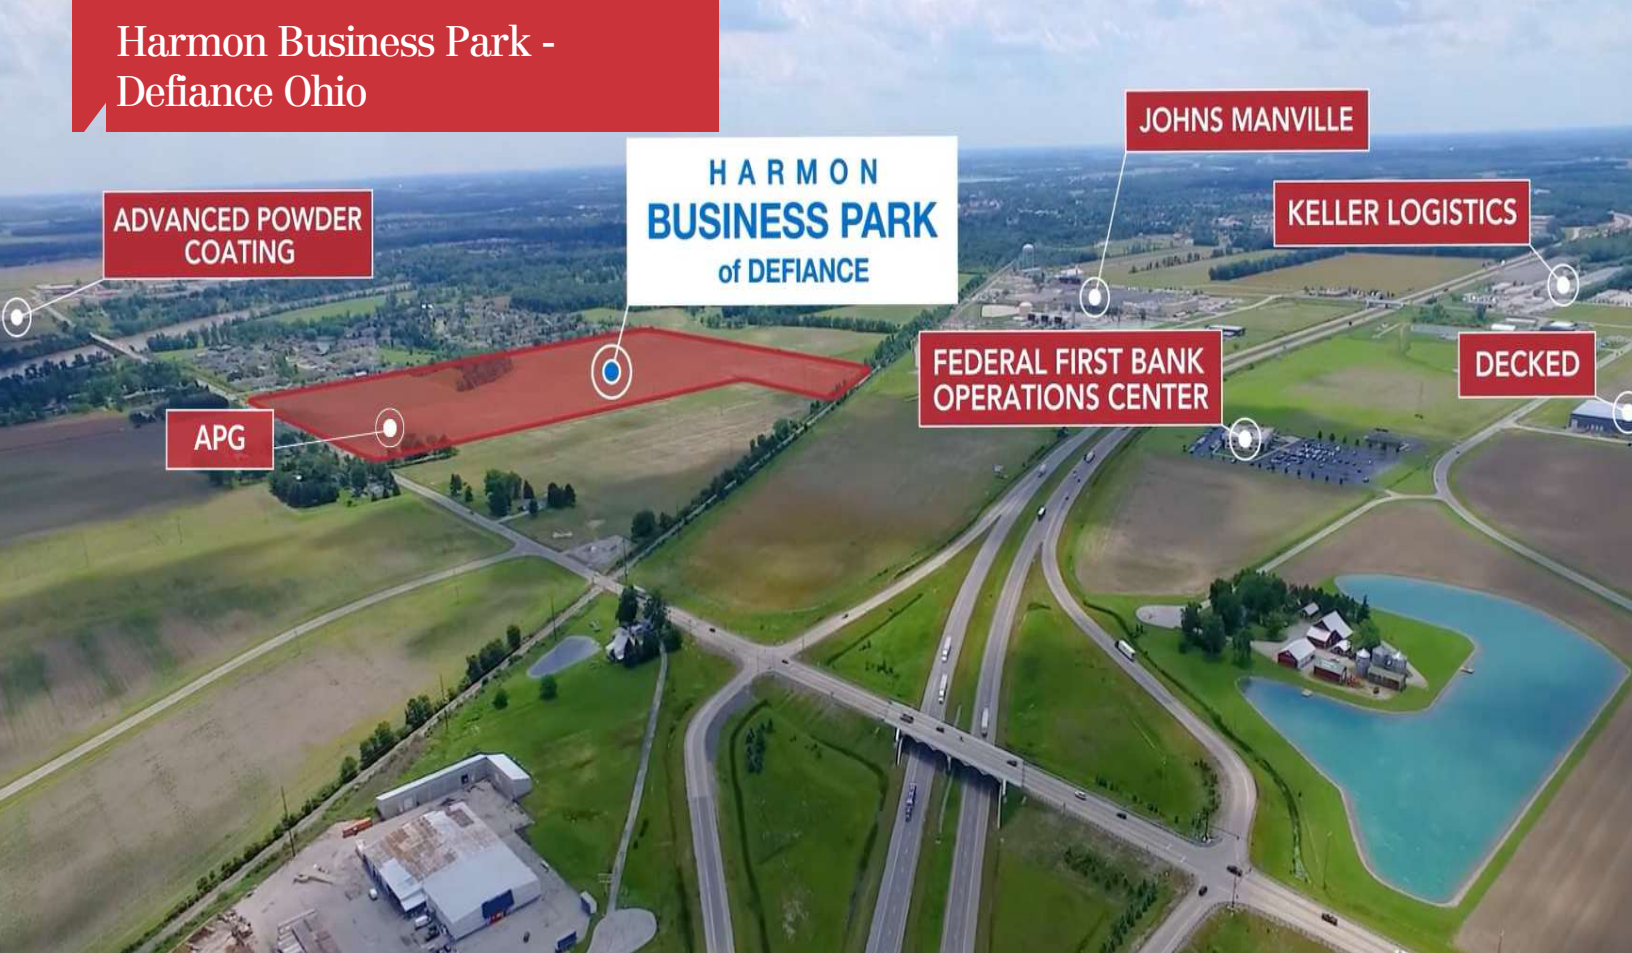 Harmon Business Park -
Defiance Ohio
JOHNS MANVILLE
HARMON
BUSINESS PARK
of DEFIANCE
KELLER LOGISTICS
ADVANCED POWDER
COATING
FEDERAL FIRST BANK
OPERATIONS CENTER
DECKED
APG